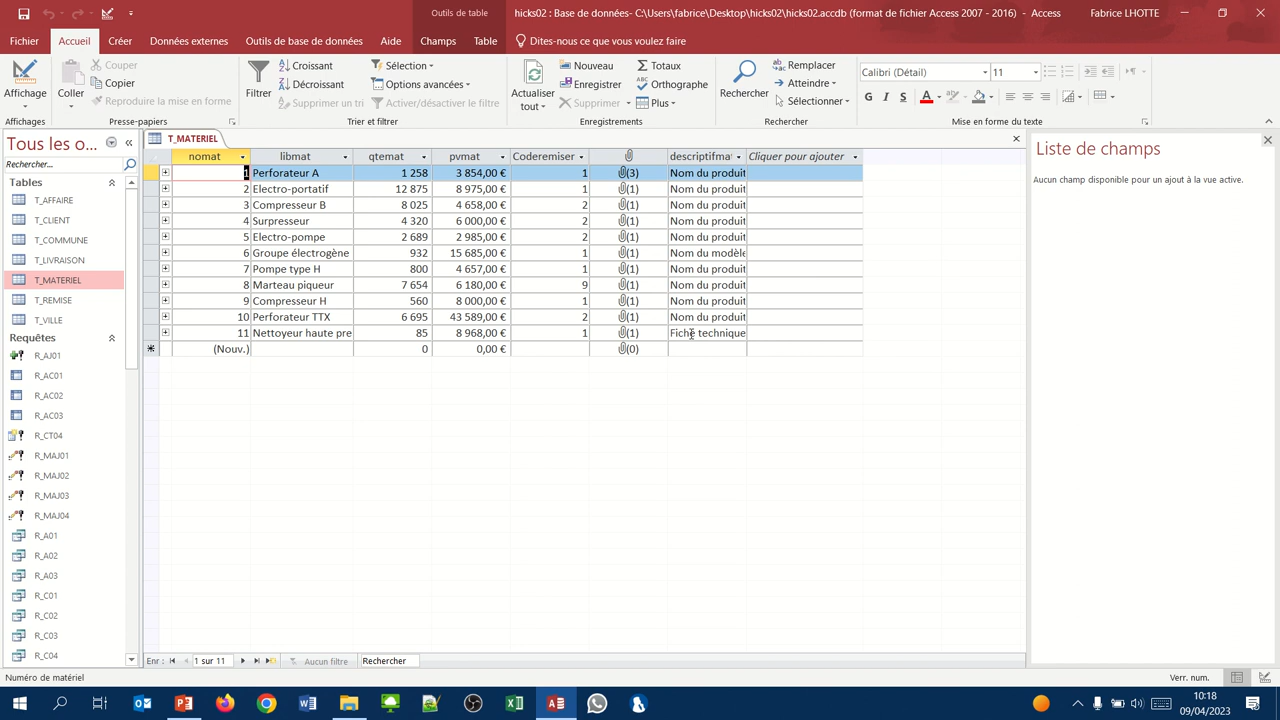 Outils de table
hicks02 : Base de données- C:\Users\fabrice\Desktop\hicks02\hicks02.accdb (format de fichier Access 2007 - 2016) - Access
Fabrice LHOTTE
Fichier Accueil Créer Données externes Outils de base de données Aide Champs Table Dites-nous ce que vous voulez faire
Couper Croissant Sélection Nouveau Totaux Remplacer Calibri (Détail) 11
Copier Décroissant Options avancées Enregistrer Orthographe Atteindre
Affichage Coller Reproduire la mise en forme Filtrer Supprimer un tri Activer/désactiver le filtre Actualiser tout Supprimer Plus Rechercher Sélectionner G I S
Affichages Presse-papiers Trier et filtrer Enregistrements Rechercher Mise en forme du texte
Tous les o...
Rechercher...
Tables
T_AFFAIRE
T_CLIENT
T_COMMUNE
T_LIVRAISON
T_MATERIEL
T_REMISE
T_VILLE
Requêtes
R_AJ01
R_AC01
R_AC02
R_AC03
R_CT04
R_MAJ01
R_MAJ02
R_MAJ03
R_MAJ04
R_A01
R_A02
R_A03
R_C01
R_C02
R_C03
R_C04
T_MATERIEL
nomat libmat qtemat pvmat Coderemiser descriptifmat Cliquer pour ajouter
1 Perforateur A 1 258 3 854,00 € 1 (3) Nom du produit
2 Electro-portatif 12 875 8 975,00 € 1 (1) Nom du produit
3 Compresseur B 8 025 4 658,00 € 2 (1) Nom du produit
4 Surpresseur 4 320 6 000,00 € 2 (1) Nom du produit
5 Electro-pompe 2 689 2 985,00 € 2 (1) Nom du produit
6 Groupe électrogène 932 15 685,00 € 1 (1) Nom du modèle
7 Pompe type H 800 4 657,00 € 1 (1) Nom du produit
8 Marteau piqueur 7 654 6 180,00 € 9 (1) Nom du produit
9 Compresseur H 560 8 000,00 € 1 (1) Nom du produit
10 Perforateur TTX 6 695 43 589,00 € 2 (1) Nom du produit
11 Nettoyeur haute pre 85 8 968,00 € 1 (1) Fiche technique
(Nouv.) 0 0,00 € (0)
Liste de champs
Aucun champ disponible pour un ajout à la vue active.
Enr : 1 sur 11 Aucun filtre Rechercher
Numéro de matériel
Verr. num.
10:18
09/04/2023